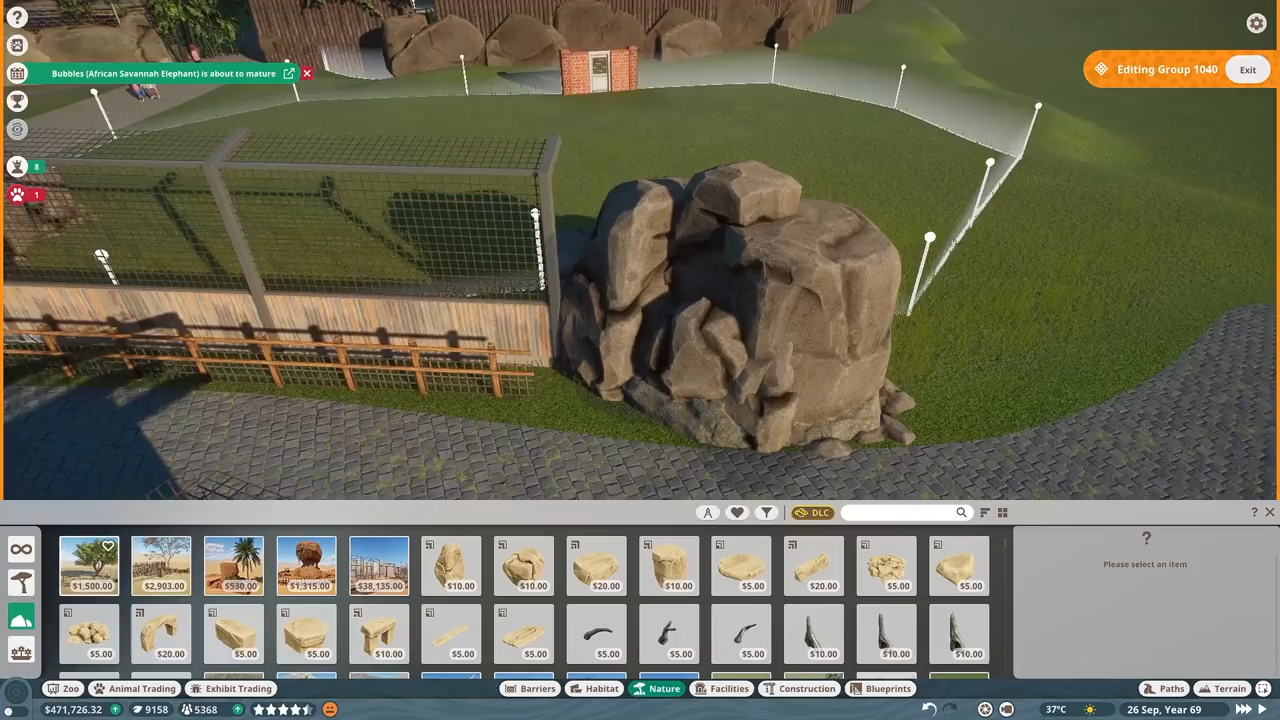 ?
Bubbles (African Savannah Elephant) is about to mature
Editing Group 1040
Exit
8
1
DLC
? X
$1,500.00
$2,903.00
$530.00
$1,315.00
$38,135.00
$10.00
$10.00
$20.00
$10.00
$5.00
$20.00
$5.00
$5.00
?
Please select an item
$5.00
$20.00
$5.00
$5.00
$10.00
$5.00
$5.00
$5.00
$5.00
$5.00
$10.00
$10.00
$10.00
Zoo
Animal Trading
Exhibit Trading
Barriers
Habitat
Nature
Facilities
Construction
Blueprints
Paths
Terrain
$471,726.32
9158
5368
37°C
26 Sep, Year 69